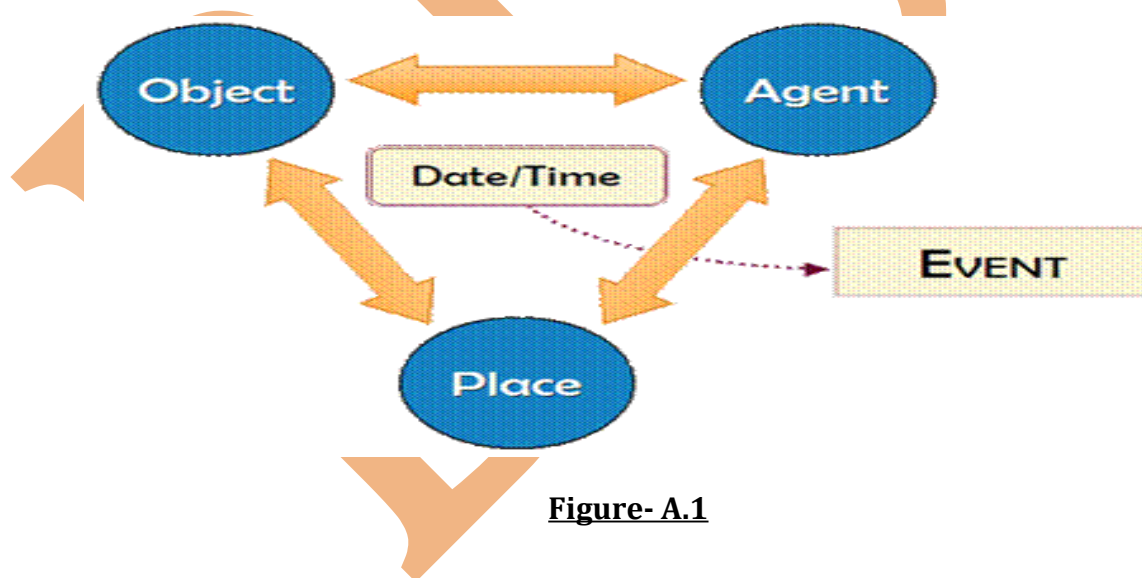 Object
Agent
Date/Time
EVENT
Place
Figure- A.1